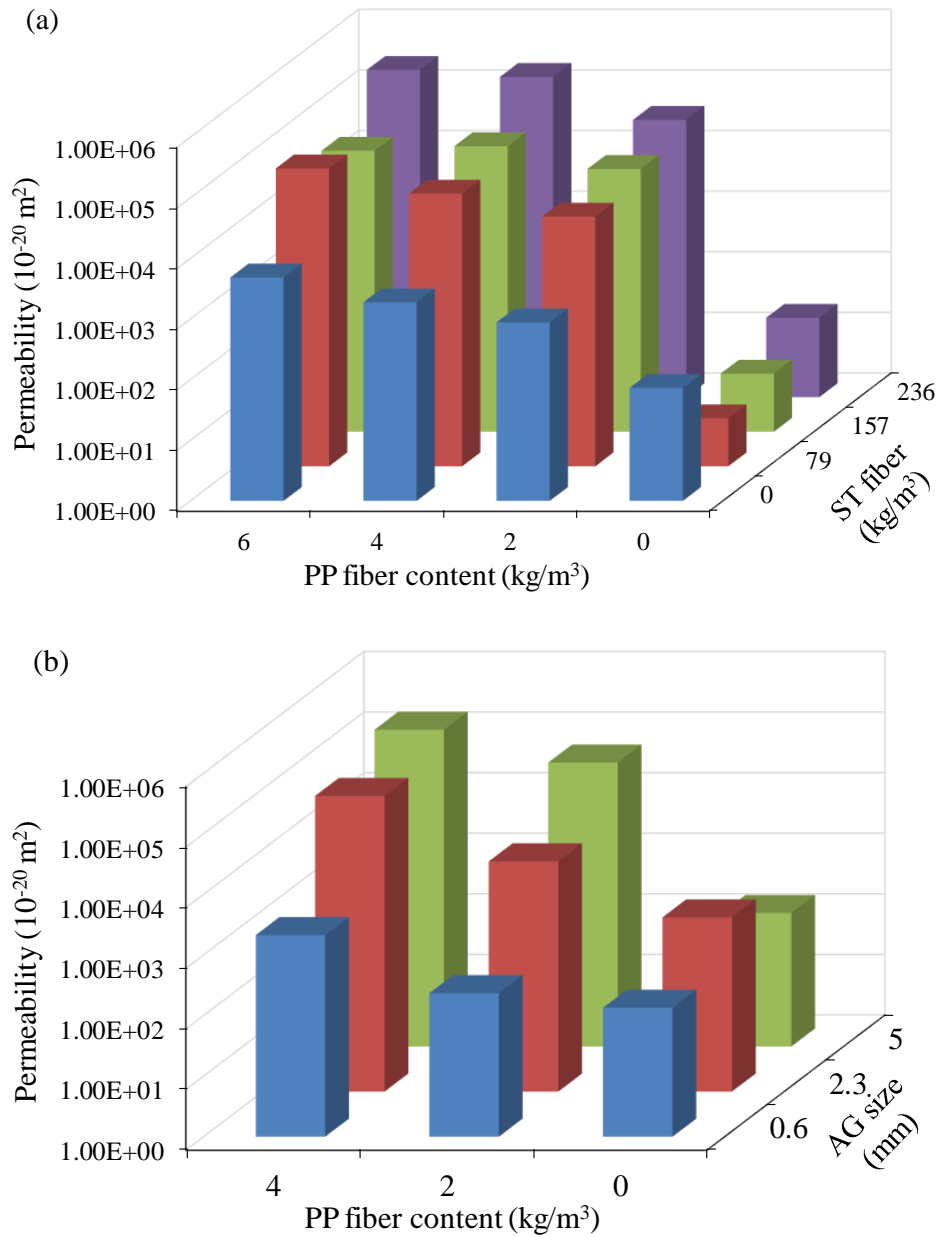 (a)
Permeability (10⁻²⁰ m²)
1.00E+06
1.00E+05
1.00E+04
1.00E+03
1.00E+02
1.00E+01
1.00E+00
6
4
2
0
PP fiber content (kg/m³)
0
79
157
236
ST fiber
(kg/m³)
(b)
Permeability (10⁻²⁰ m²)
1.00E+06
1.00E+05
1.00E+04
1.00E+03
1.00E+02
1.00E+01
1.00E+00
4
2
0
PP fiber content (kg/m³)
0.6
2.3
5
AG size
(mm)